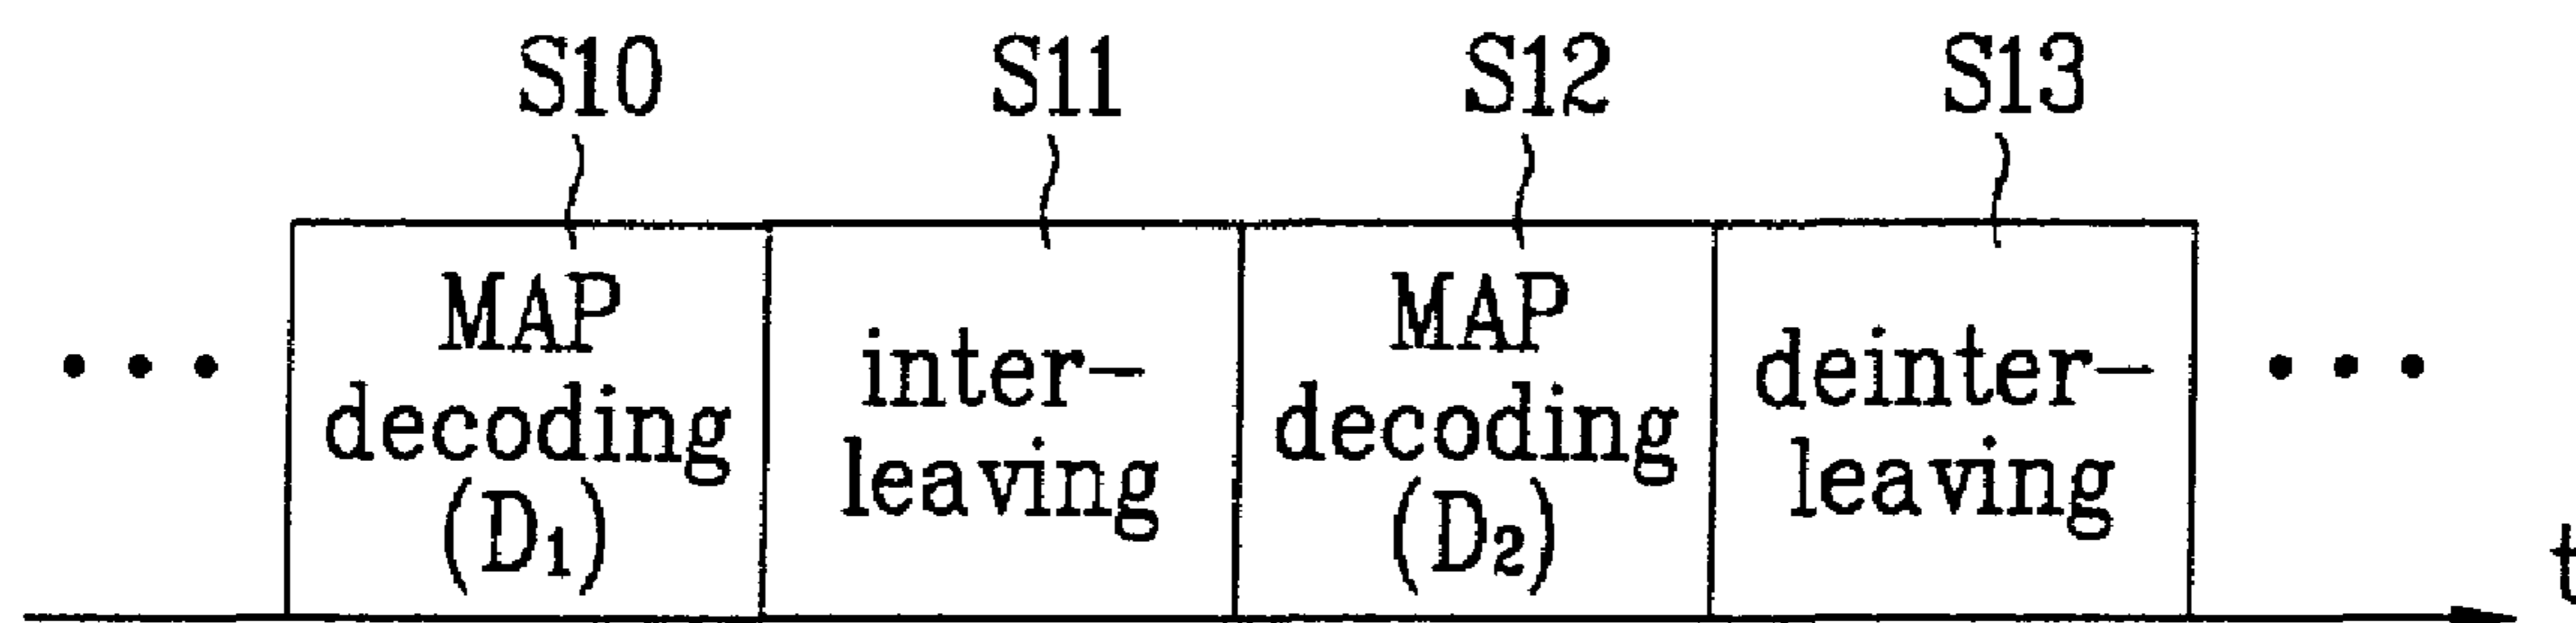 S10 S11 S12 S13
MAP
decoding
(D1)
inter-
leaving
MAP
decoding
(D2)
deinter-
leaving
t